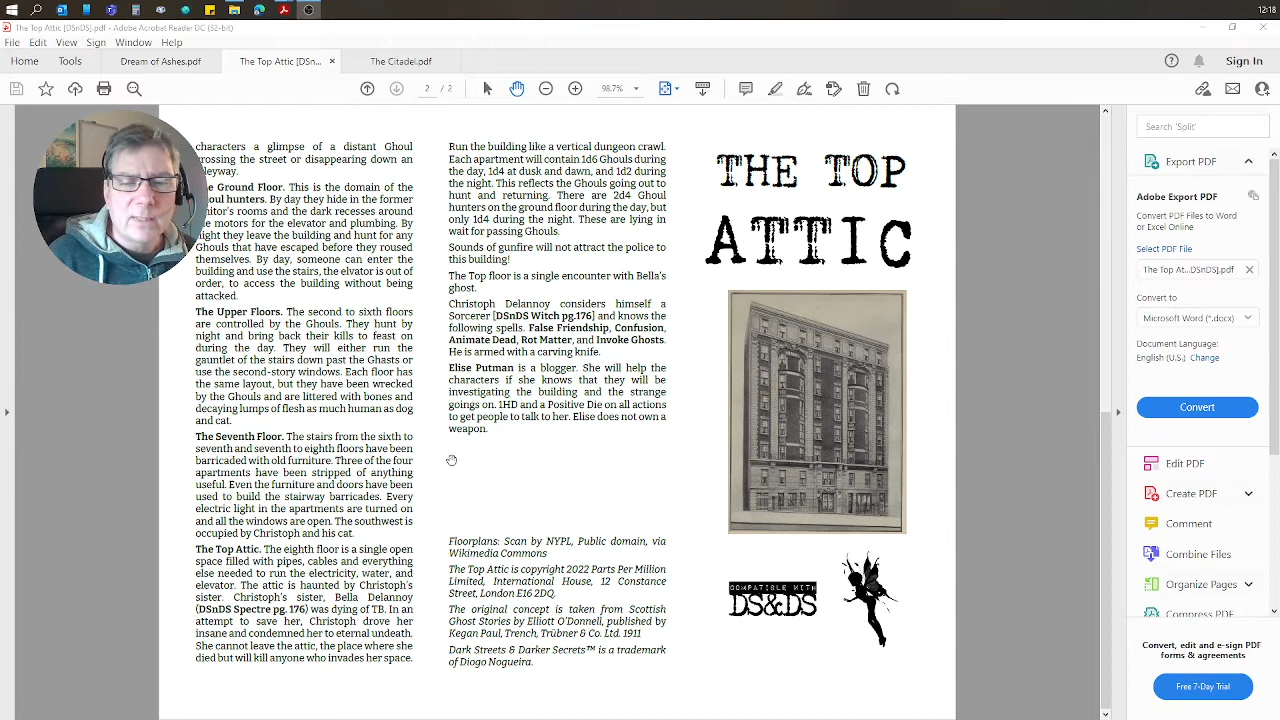 12:18
The Top Attic [DSnDS].pdf - Adobe Acrobat Reader DC (32-bit)
File Edit View Sign Window Help
Home Tools Dream of Ashes.pdf The Top Attic [DSn... × The Citadel.pdf Sign In
2 / 2 98.7%
characters a glimpse of a distant Ghoul
crossing the street or disappearing down an
Ground Floor. This is the domain of the
hunters. By day they hide in the former
rooms and the dark recesses around
motors for the elevator and plumbing. By
they leave the building and hunt for any
Ghouls that have escaped before they roused
themselves. By day, someone can enter the
building and use the stairs, the elvator is out of
order, to access the building without being
attacked.
The Upper Floors. The second to sixth floors
are controlled by the Ghouls. They hunt by
night and bring back their kills to feast on
during the day. They will either run the
gauntlet of the stairs down past the Ghasts or
use the second-story windows. Each floor has
the same layout, but they have been wrecked
by the Ghouls and are littered with bones and
decaying lumps of flesh as much human as dog
and cat.
The Seventh Floor. The stairs from the sixth to
seventh and seventh to eighth floors have been
barricaded with old furniture. Three of the four
apartments have been stripped of anything
useful. Even the furniture and doors have been
used to build the stairway barricades. Every
electric light in the apartments are turned on
and all the windows are open. The southwest is
occupied by Christoph and his cat.
The Top Attic. The eighth floor is a single open
space filled with pipes, cables and everything
else needed to run the electricity, water, and
elevator. The attic is haunted by Christoph's
sister. Christoph's sister, Bella Delannoy
(DSnDS Spectre pg. 176) was dying of TB. In an
attempt to save her, Christoph drove her
insane and condemned her to eternal undeath.
She cannot leave the attic, the place where she
died but will kill anyone who invades her space.
Run the building like a vertical dungeon crawl.
Each apartment will contain 1d6 Ghouls during
the day, 1d4 at dusk and dawn, and 1d2 during
the night. This reflects the Ghouls going out to
hunt and returning. There are 2d4 Ghoul
hunters on the ground floor during the day, but
only 1d4 during the night. These are lying in
wait for passing Ghouls.
Sounds of gunfire will not attract the police to
this building!
The Top floor is a single encounter with Bella's
ghost.
Christoph Delannoy considers himself a
Sorcerer [DSnDS Witch pg.176] and knows the
following spells. False Friendship, Confusion,
Animate Dead, Rot Matter, and Invoke Ghosts.
He is armed with a carving knife.
Elise Putman is a blogger. She will help the
characters if she knows that they will be
investigating the building and the strange
goings on. 1HD and a Positive Die on all actions
to get people to talk to her. Elise does not own a
weapon.
Floorplans: Scan by NYPL, Public domain, via
Wikimedia Commons
The Top Attic is copyright 2022 Parts Per Million
Limited, International House, 12 Constance
Street, London E16 2DQ.
The original concept is taken from Scottish
Ghost Stories by Elliott O'Donnell, published by
Kegan Paul, Trench, Trübner & Co. Ltd. 1911
Dark Streets & Darker Secrets™ is a trademark
of Diogo Nogueira.
THE TOP
ATTIC
COMPATIBLE WITH
DS&DS
Search 'Split'
Export PDF
Adobe Export PDF
Convert PDF Files to Word
or Excel Online
Select PDF File
The Top At...DSnDS].pdf ×
Convert to
Microsoft Word (*.docx)
Document Language:
English (U.S.) Change
Convert
Edit PDF
Create PDF
Comment
Combine Files
Organize Pages
Compress PDF
Convert, edit and e-sign PDF
forms & agreements
Free 7-Day Trial